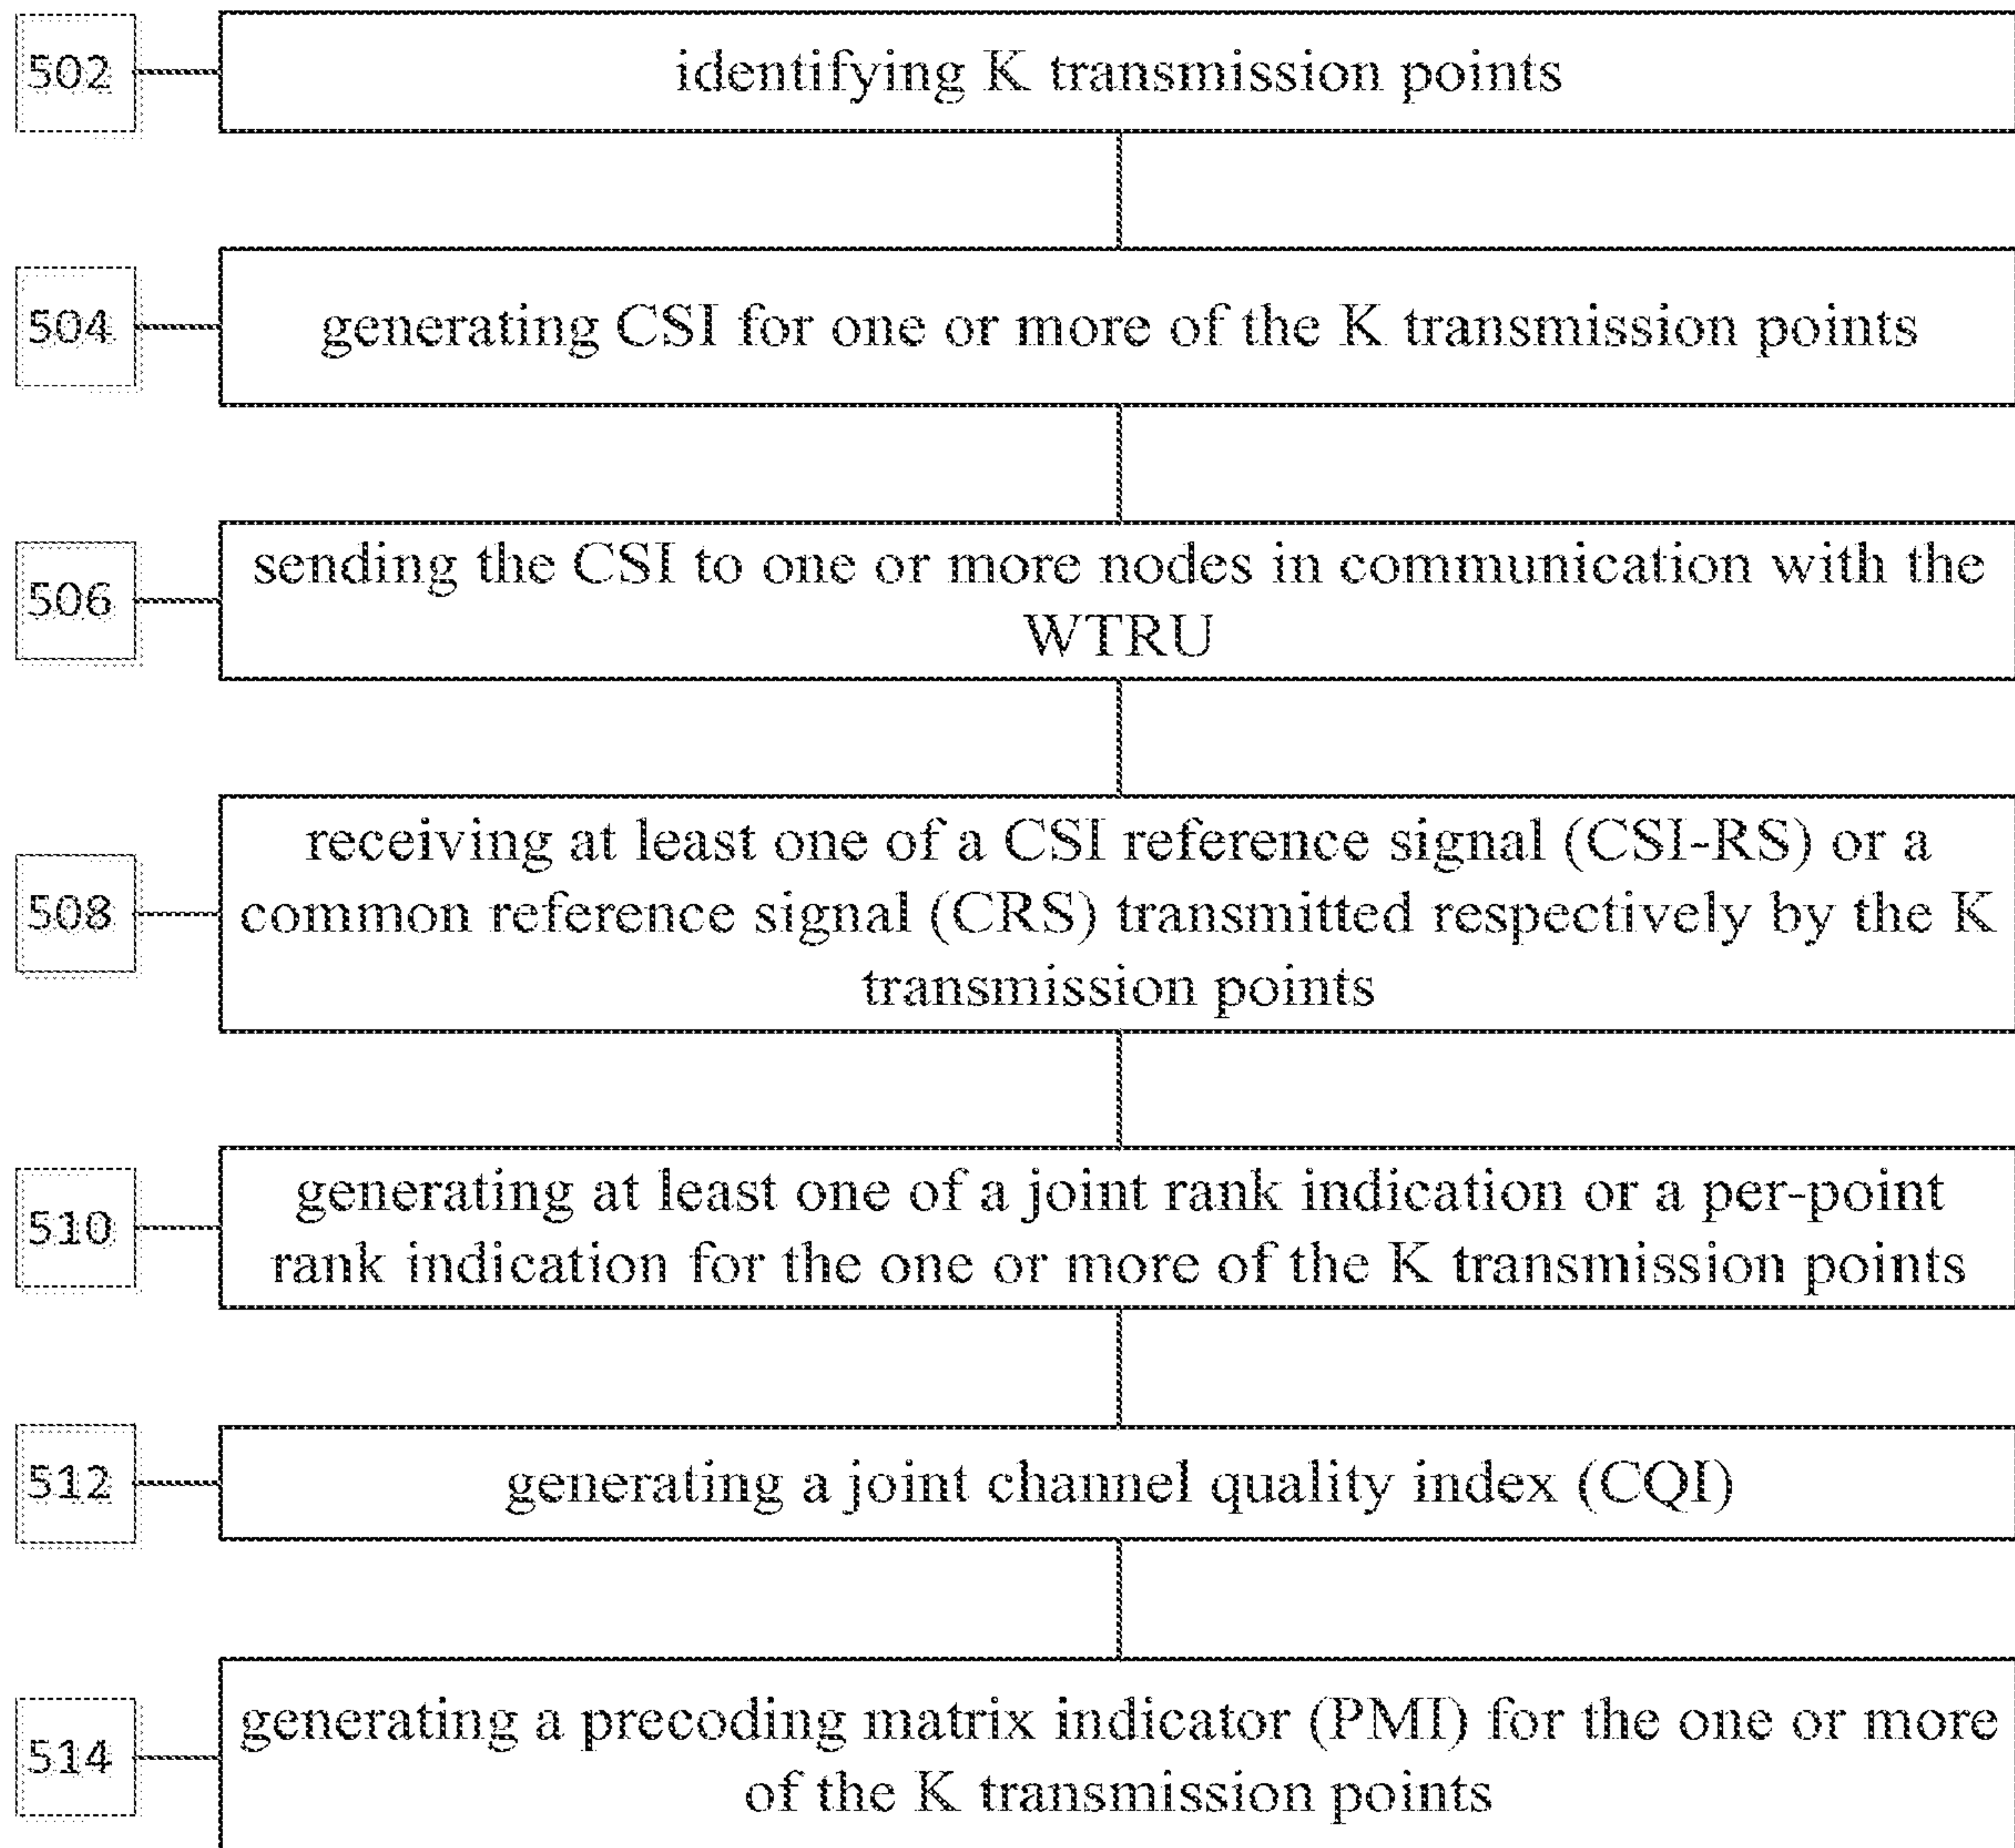 502
identifying K transmission points
504
generating CSI for one or more of the K transmission points
506
sending the CSI to one or more nodes in communication with the
WTRU
508
receiving at least one of a CSI reference signal (CSI-RS) or a
common reference signal (CRS) transmitted respectively by the K
transmission points
510
generating at least one of a joint rank indication or a per-point
rank indication for the one or more of the K transmission points
512
generating a joint channel quality index (CQI)
514
generating a precoding matrix indicator (PMI) for the one or more
of the K transmission points